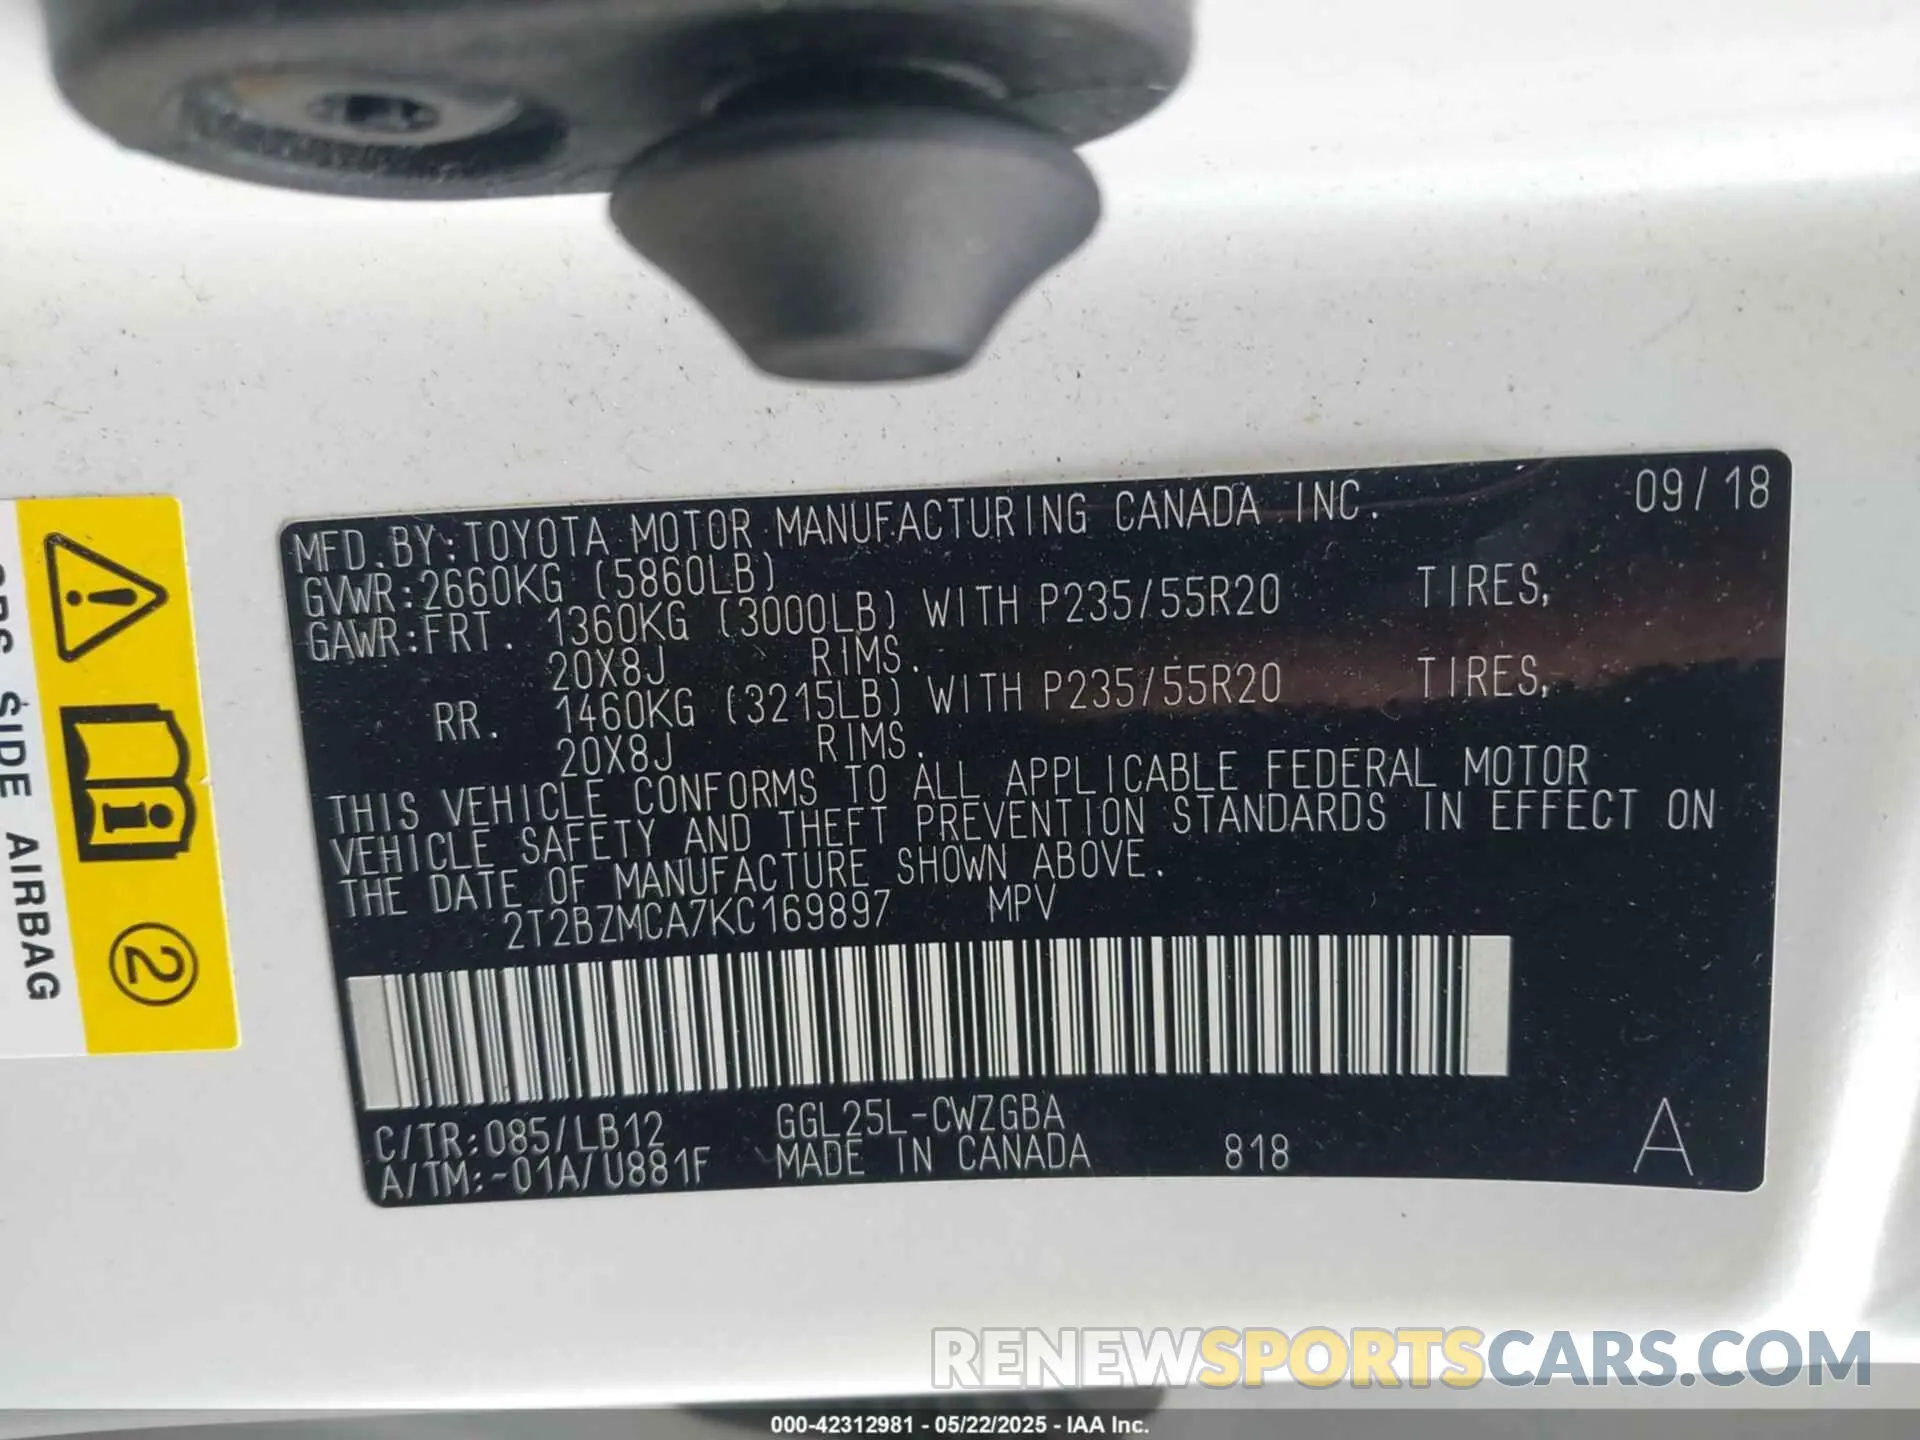 MFD.BY:TOYOTA MOTOR MANUFACTURING CANADA INC. 09/18
GVWR:2660KG (5860LB)
GAWR:FRT. 1360KG (3000LB) WITH P235/55R20 TIRES,
20X8J RIMS.
RR. 1460KG (3215LB) WITH P235/55R20 TIRES,
20X8J RIMS.
THIS VEHICLE CONFORMS TO ALL APPLICABLE FEDERAL MOTOR
VEHICLE SAFETY AND THEFT PREVENTION STANDARDS IN EFFECT ON
THE DATE OF MANUFACTURE SHOWN ABOVE.
2T2BZMCA7KC169897 MPV
C/TR:085/LB12 GGL25L-CWZGBA
A/TM:-01A/U881F MADE IN CANADA 818 A
SIDE AIRBAG
2
RENEWSPORTSCARS.COM
000-42312981 - 05/22/2025 - IAA Inc.